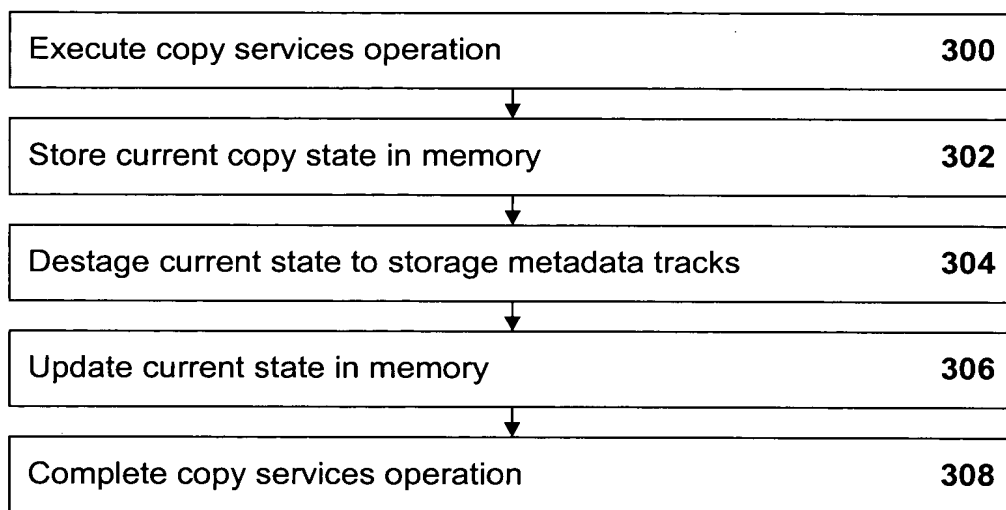 Execute copy services operation 300
Store current copy state in memory 302
Destage current state to storage metadata tracks 304
Update current state in memory 306
Complete copy services operation 308